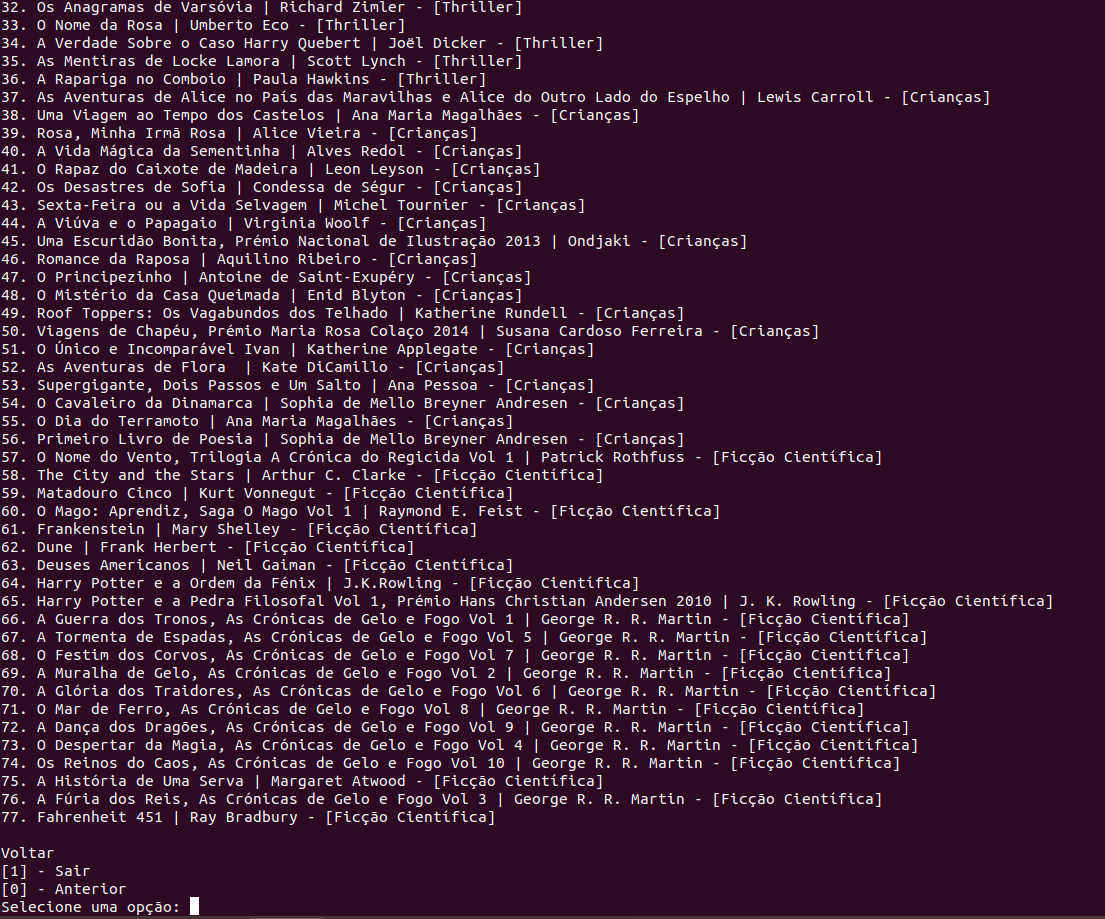 32. Os Anagramas de Varsóvia | Richard Zimler - [Thriller]
33. O Nome da Rosa | Umberto Eco - [Thriller]
34. A Verdade Sobre o Caso Harry Quebert | Joël Dicker - [Thriller]
35. As Mentiras de Locke Lamora | Scott Lynch - [Thriller]
36. A Rapariga no Comboio | Paula Hawkins - [Thriller]
37. As Aventuras de Alice no País das Maravilhas e Alice do Outro Lado do Espelho | Lewis Carroll - [Crianças]
38. Uma Viagem ao Tempo dos Castelos | Ana Maria Magalhães - [Crianças]
39. Rosa, Minha Irmã Rosa | Alice Vieira - [Crianças]
40. A Vida Mágica da Sementinha | Alves Redol - [Crianças]
41. O Rapaz do Caixote de Madeira | Leon Leyson - [Crianças]
42. Os Desastres de Sofia | Condessa de Ségur - [Crianças]
43. Sexta-Feira ou a Vida Selvagem | Michel Tournier - [Crianças]
44. A Viúva e o Papagaio | Virginia Woolf - [Crianças]
45. Uma Escuridão Bonita, Prémio Nacional de Ilustração 2013 | Ondjaki - [Crianças]
46. Romance da Raposa | Aquilino Ribeiro - [Crianças]
47. O Principezinho | Antoine de Saint-Exupéry - [Crianças]
48. O Mistério da Casa Queimada | Enid Blyton - [Crianças]
49. Roof Toppers: Os Vagabundos dos Telhado | Katherine Rundell - [Crianças]
50. Viagens de Chapéu, Prémio Maria Rosa Colaço 2014 | Susana Cardoso Ferreira - [Crianças]
51. O Único e Incomparável Ivan | Katherine Applegate - [Crianças]
52. As Aventuras de Flora  | Kate DiCamillo - [Crianças]
53. Supergigante, Dois Passos e Um Salto | Ana Pessoa - [Crianças]
54. O Cavaleiro da Dinamarca | Sophia de Mello Breyner Andresen - [Crianças]
55. O Dia do Terramoto | Ana Maria Magalhães - [Crianças]
56. Primeiro Livro de Poesia | Sophia de Mello Breyner Andresen - [Crianças]
57. O Nome do Vento, Trilogia A Crónica do Regicida Vol 1 | Patrick Rothfuss - [Ficção Científica]
58. The City and the Stars | Arthur C. Clarke - [Ficção Científica]
59. Matadouro Cinco | Kurt Vonnegut - [Ficção Científica]
60. O Mago: Aprendiz, Saga O Mago Vol 1 | Raymond E. Feist - [Ficção Científica]
61. Frankenstein | Mary Shelley - [Ficção Científica]
62. Dune | Frank Herbert - [Ficção Científica]
63. Deuses Americanos | Neil Gaiman - [Ficção Científica]
64. Harry Potter e a Ordem da Fénix | J.K.Rowling - [Ficção Científica]
65. Harry Potter e a Pedra Filosofal Vol 1, Prémio Hans Christian Andersen 2010 | J. K. Rowling - [Ficção Científica]
66. A Guerra dos Tronos, As Crónicas de Gelo e Fogo Vol 1 | George R. R. Martin - [Ficção Científica]
67. A Tormenta de Espadas, As Crónicas de Gelo e Fogo Vol 5 | George R. R. Martin - [Ficção Científica]
68. O Festim dos Corvos, As Crónicas de Gelo e Fogo Vol 7 | George R. R. Martin - [Ficção Científica]
69. A Muralha de Gelo, As Crónicas de Gelo e Fogo Vol 2 | George R. R. Martin - [Ficção Científica]
70. A Glória dos Traidores, As Crónicas de Gelo e Fogo Vol 6 | George R. R. Martin - [Ficção Científica]
71. O Mar de Ferro, As Crónicas de Gelo e Fogo Vol 8 | George R. R. Martin - [Ficção Científica]
72. A Dança dos Dragões, As Crónicas de Gelo e Fogo Vol 9 | George R. R. Martin - [Ficção Científica]
73. O Despertar da Magia, As Crónicas de Gelo e Fogo Vol 4 | George R. R. Martin - [Ficção Científica]
74. Os Reinos do Caos, As Crónicas de Gelo e Fogo Vol 10 | George R. R. Martin - [Ficção Científica]
75. A História de Uma Serva | Margaret Atwood - [Ficção Científica]
76. A Fúria dos Reis, As Crónicas de Gelo e Fogo Vol 3 | George R. R. Martin - [Ficção Científica]
77. Fahrenheit 451 | Ray Bradbury - [Ficção Científica]

Voltar
[1] - Sair
[0] - Anterior
Selecione uma opção: